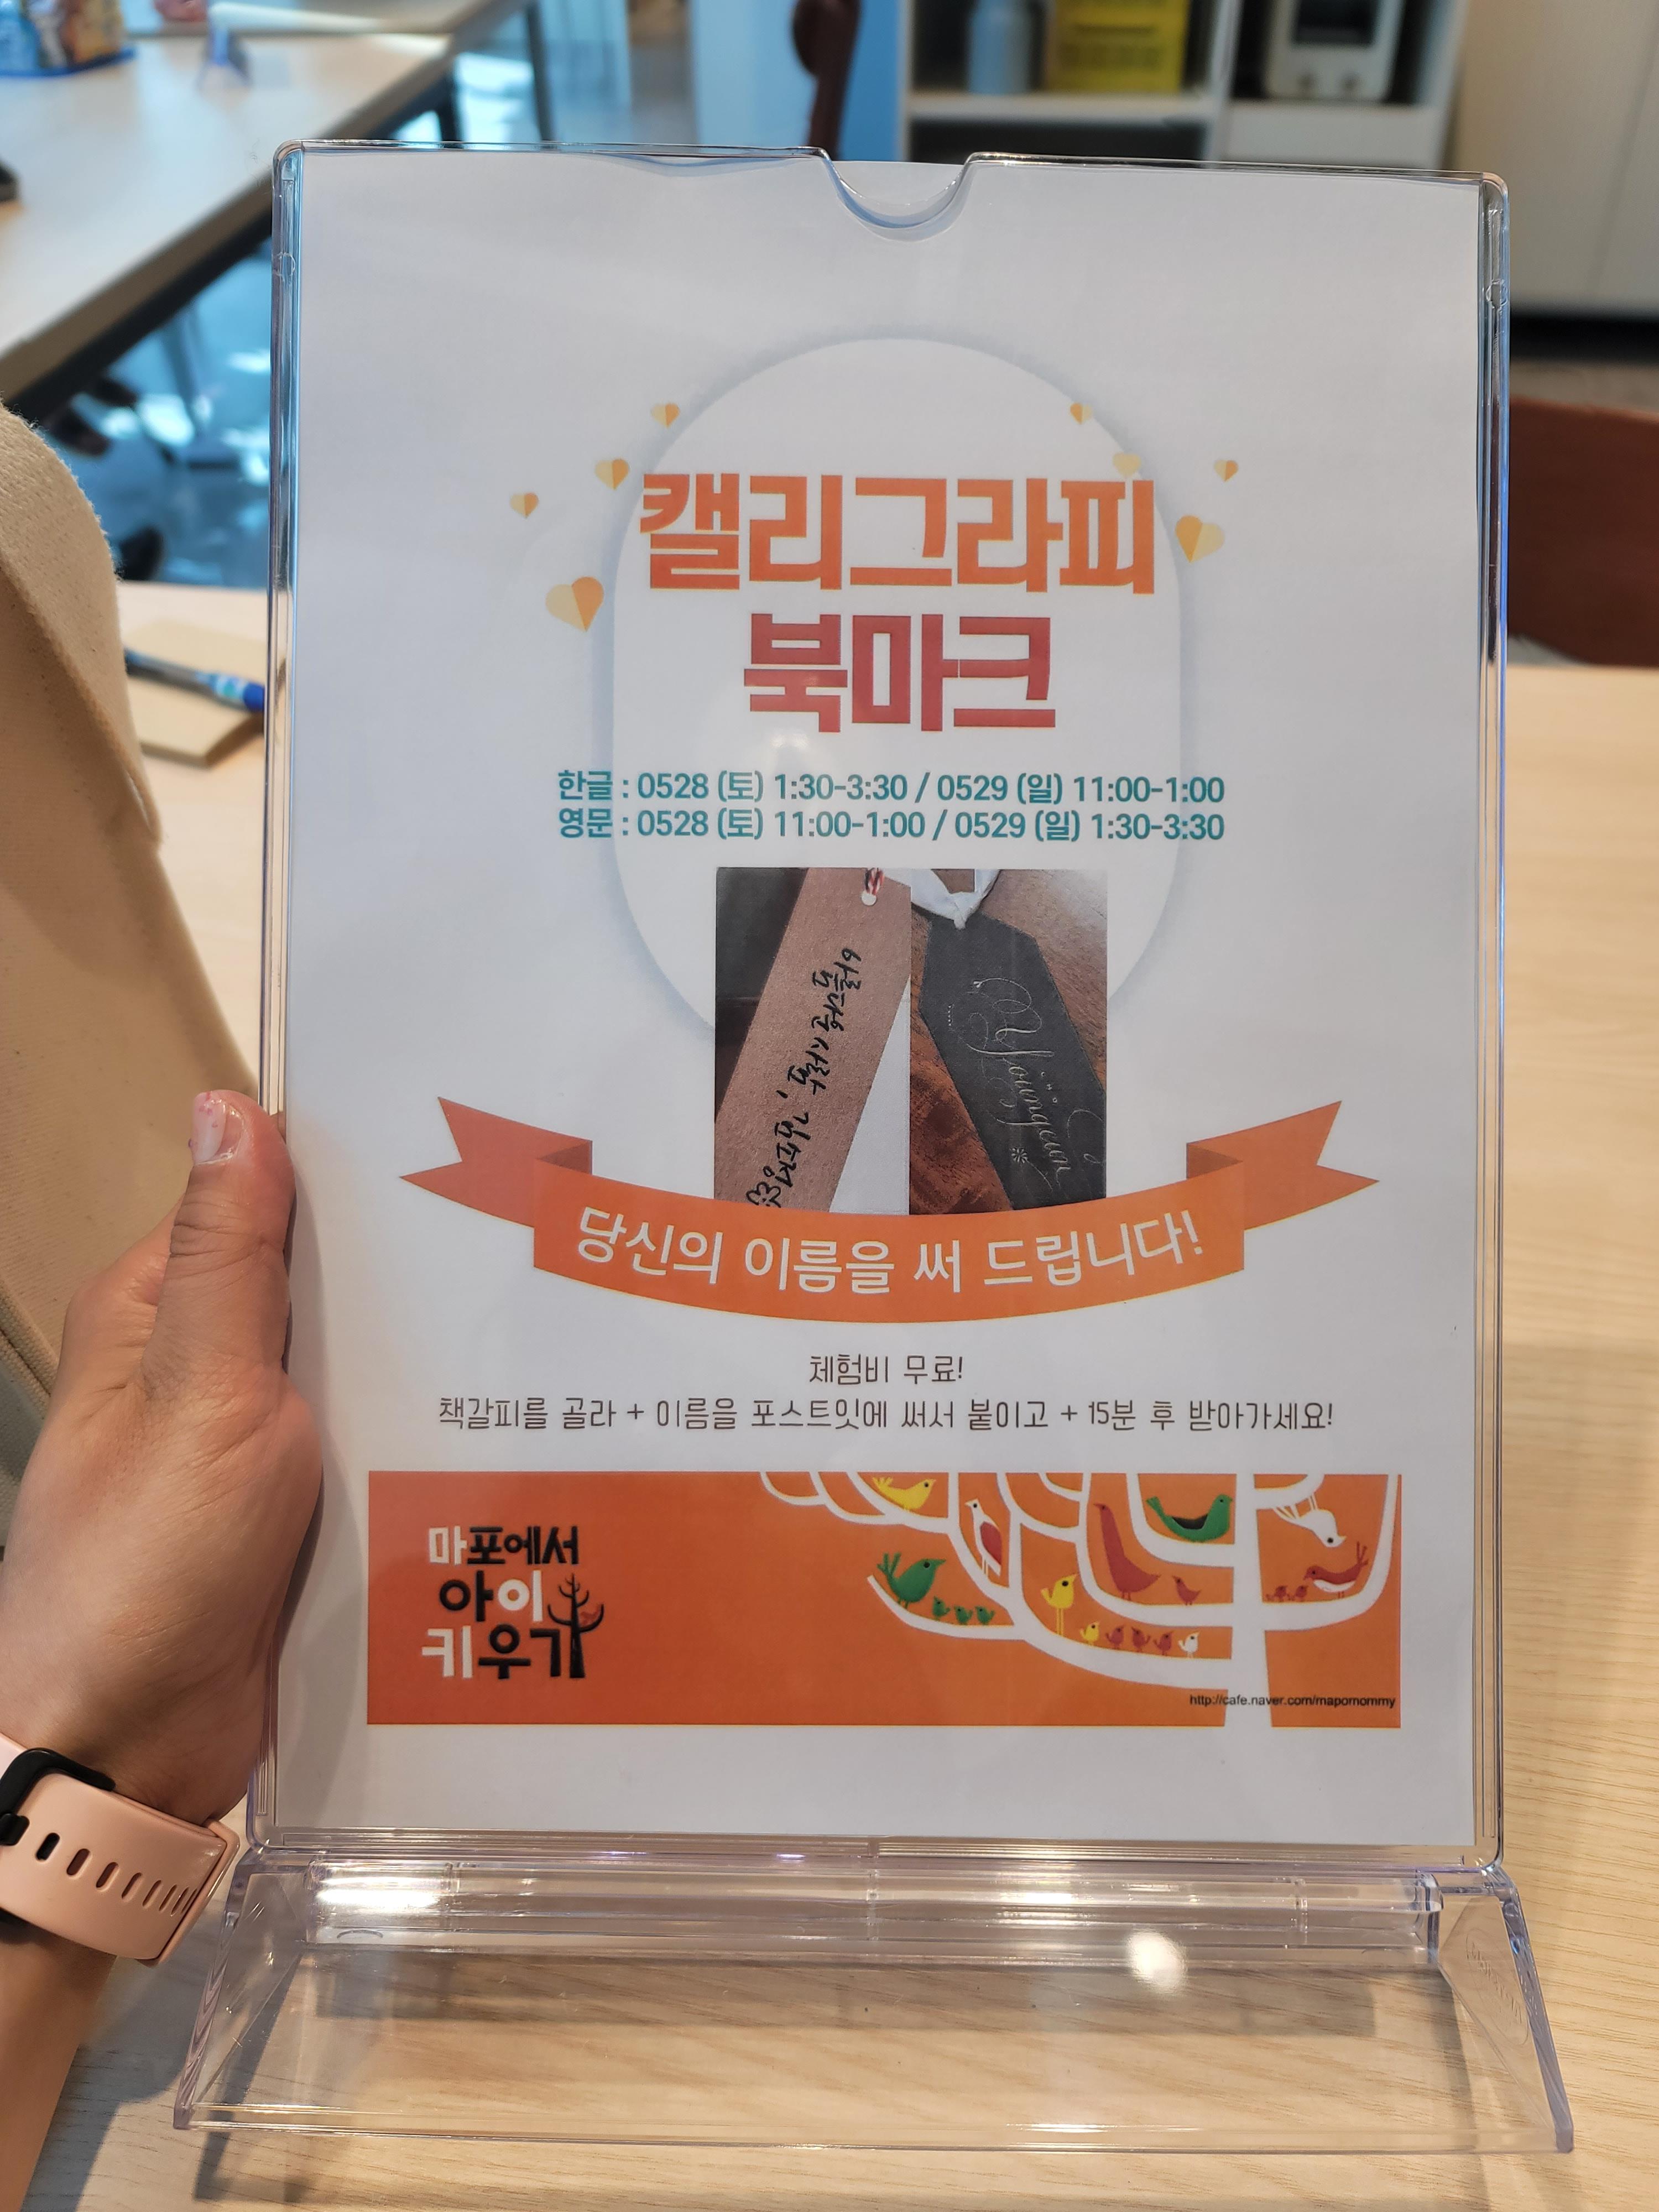 캘리그라피
북마크
한글 : 0528 (토) 1:30-3:30 / 0529 (일) 11:00-1:00
영문 : 0528 (토) 11:00-1:00 / 0529 (일) 1:30-3:30
당신의 이름을 써 드립니다!
체험비 무료!
책갈피를 골라 + 이름을 포스트잇에 써서 붙이고 + 15분 후 받아가세요!
마포에서
아이
키우기
http://cafe.naver.com/mapomommy